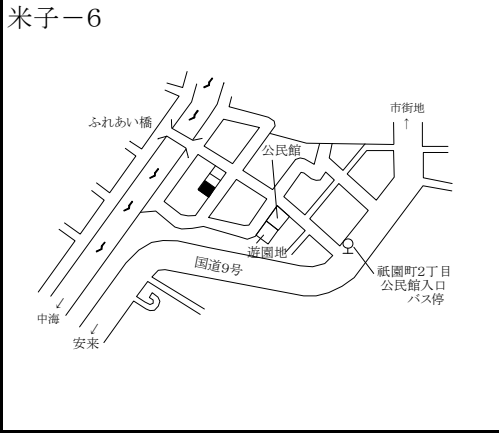 米子－6
市街地
↑
ふれあい橋
公民館
遊園地
国道9号
祇園町2丁目
公民館入口
バス停
↙
中海
↙
安来